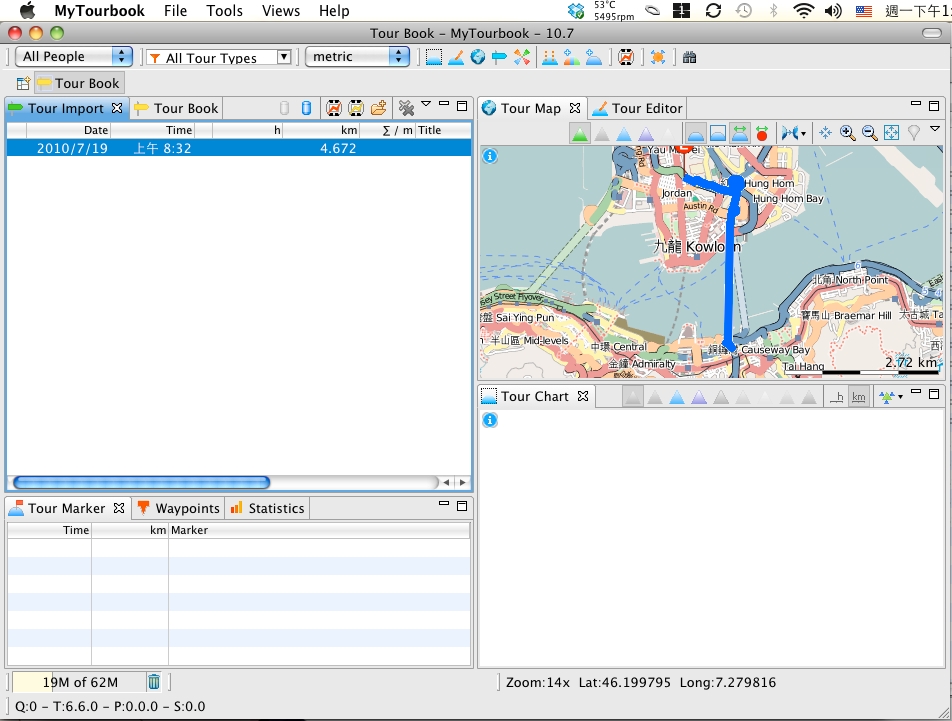 MyTourbook File Tools Views Help 53°C 5495rpm 週一下午1
Tour Book – MyTourbook – 10.7
All People All Tour Types metric
Tour Book
Tour Import Tour Book
Date Time h km Σ / m Title
2010/7/19 上午 8:32 4.672
Tour Map Tour Editor
Yau Ma Tei
Hung Hom
Jordan
Hung Hom Bay
Austin Rd
九龍 Kowloon
北角 North Point
sey Street Flyover
盤 Sai Ying Pun
寶馬山 Braemar Hill
太古城 Ta
半山區 Mid-levels
中環 Central
Causeway Bay
金鐘 Admiralty
2.72 km
Tai Hang
Tour Chart
h km
Tour Marker Waypoints Statistics
Time km Marker
19M of 62M
Zoom:14x Lat:46.199795 Long:7.279816
Q:0 – T:6.6.0 – P:0.0.0 – S:0.0